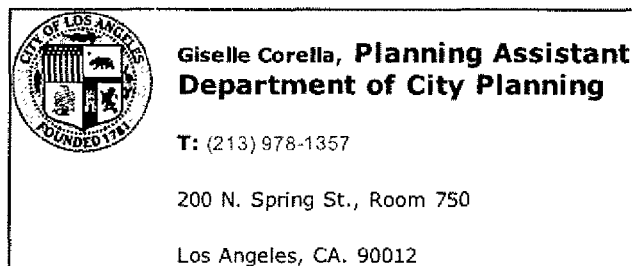 CITY OF LOS ANGELES
FOUNDED 1781
Giselle Corella, Planning Assistant
Department of City Planning
T: (213) 978-1357
200 N. Spring St., Room 750
Los Angeles, CA. 90012